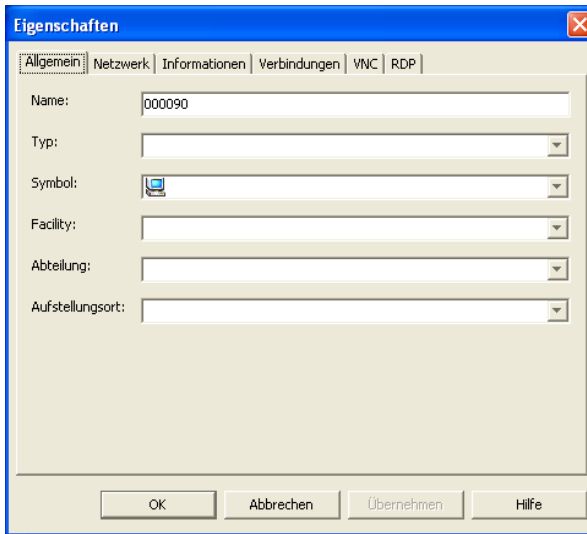 Eigenschaften
Allgemein Netzwerk Informationen Verbindungen VNC RDP
Name: 000090
Typ:
Symbol:
Facility:
Abteilung:
Aufstellungsort:
OK Abbrechen Übernehmen Hilfe